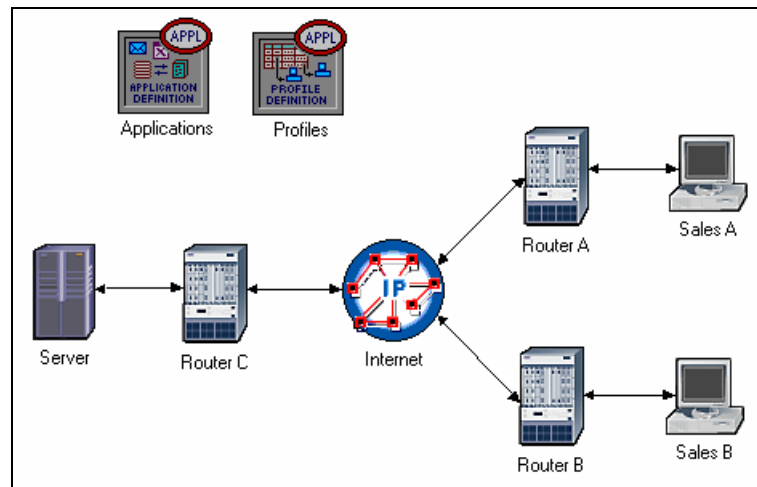 APPL
APPLICATION
DEFINITION
Applications
APPL
PROFILE
DEFINITION
Profiles
Router A
Sales A
Server
Router C
IP
Internet
Router B
Sales B